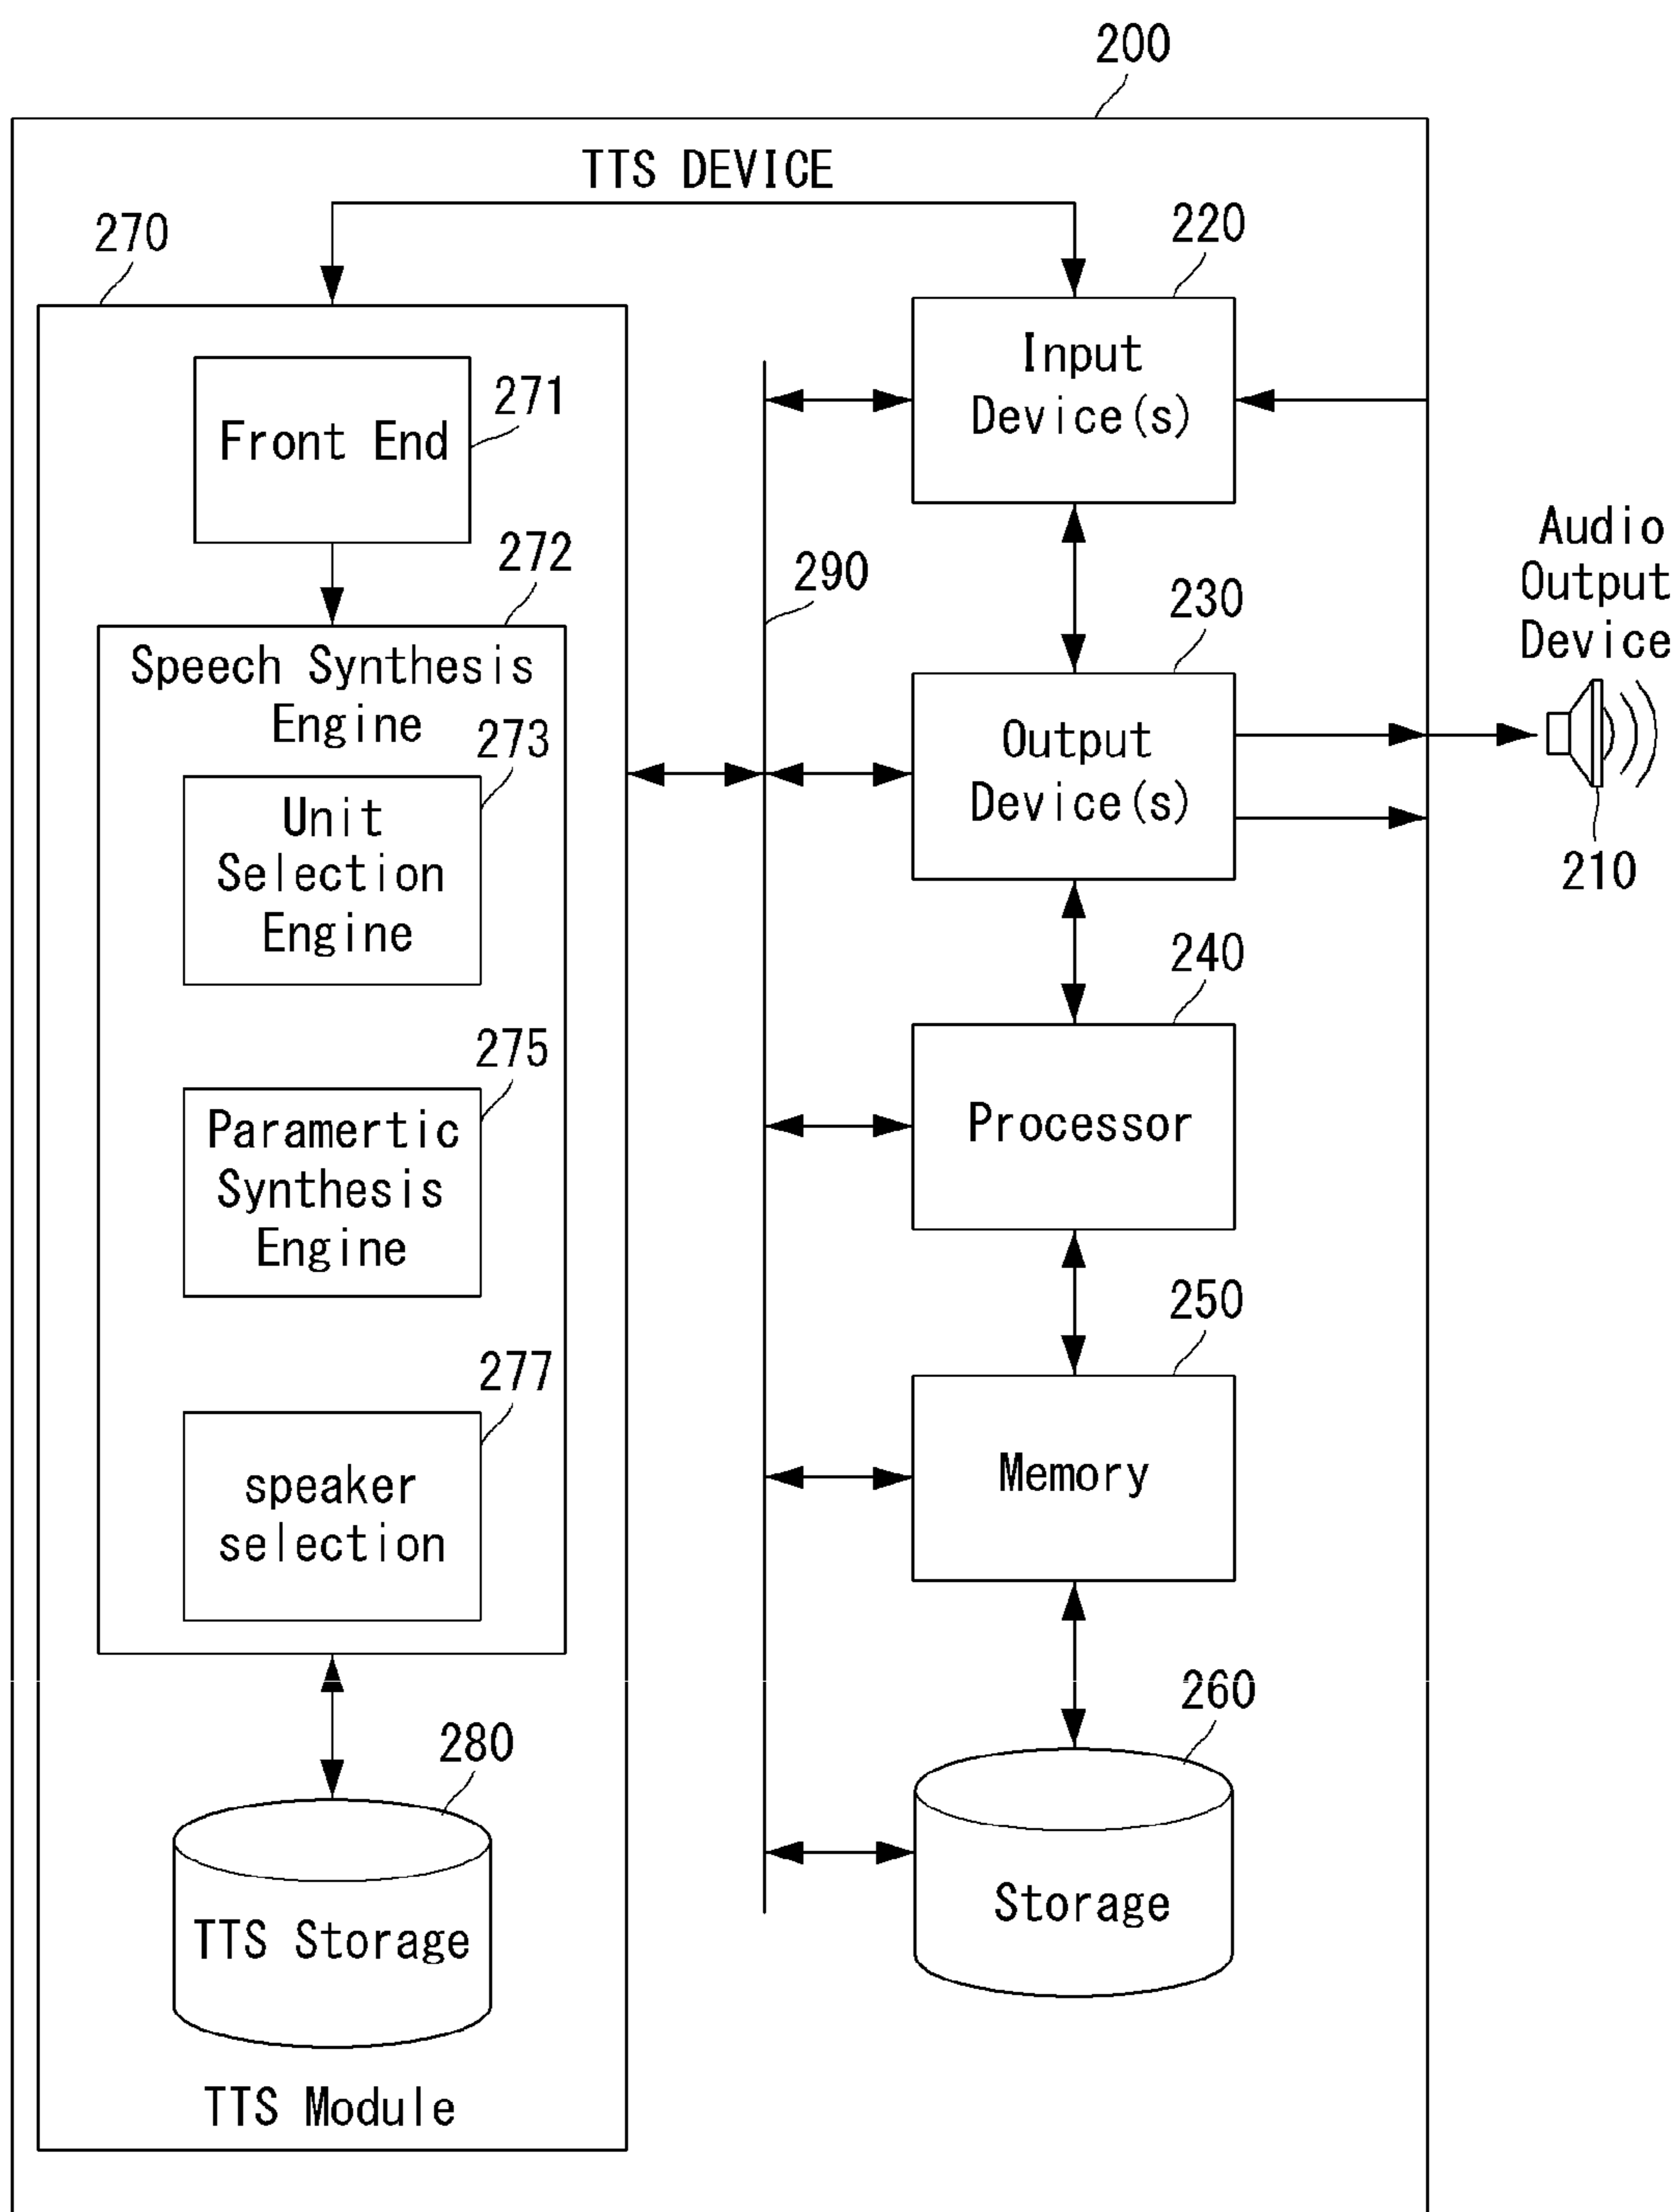 200
TTS DEVICE
270
220
Input
Device(s)
Front End
271
272
Speech Synthesis
Engine
273
Unit
Selection
Engine
275
Paramertic
Synthesis
Engine
277
speaker
selection
280
TTS Storage
TTS Module
290
230
Output
Device(s)
Audio
Output
Device
210
240
Processor
250
Memory
260
Storage